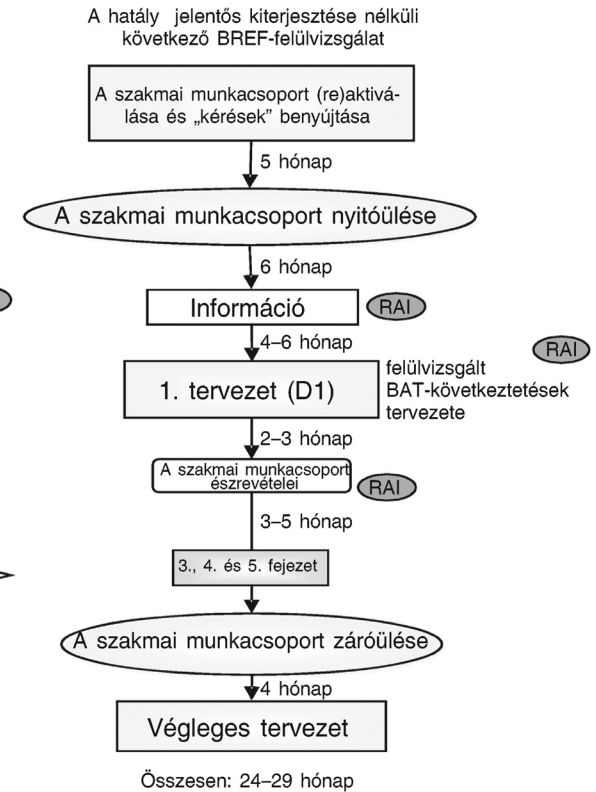 A hatály jelentős kiterjesztése nélküli
következő BREF-felülvizsgálat
A szakmai munkacsoport (re)aktivá-
lása és „kérések” benyújtása
5 hónap
A szakmai munkacsoport nyitóülése
6 hónap
Információ
RAI
4–6 hónap
RAI
1. tervezet (D1)
felülvizsgált
BAT-következtetések
tervezete
2–3 hónap
A szakmai munkacsoport
észrevételei
RAI
3–5 hónap
3., 4. és 5. fejezet
A szakmai munkacsoport záróülése
4 hónap
Végleges tervezet
Összesen: 24–29 hónap